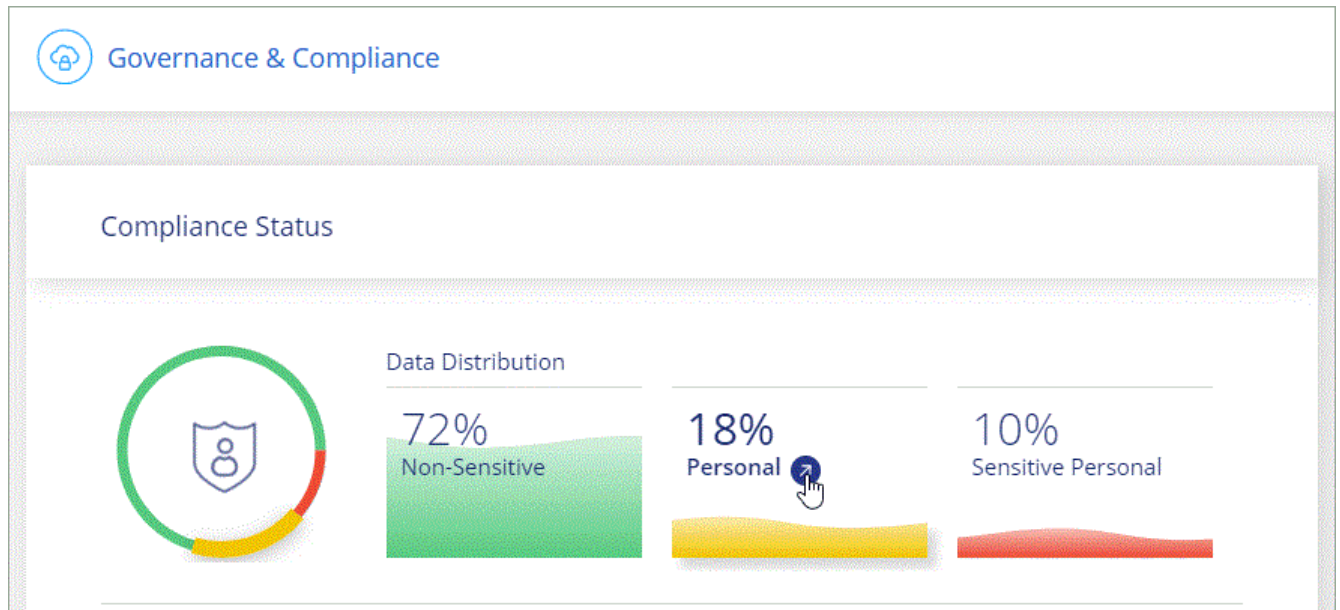 Governance & Compliance
Compliance Status
Data Distribution
72%
Non-Sensitive
18%
Personal
10%
Sensitive Personal